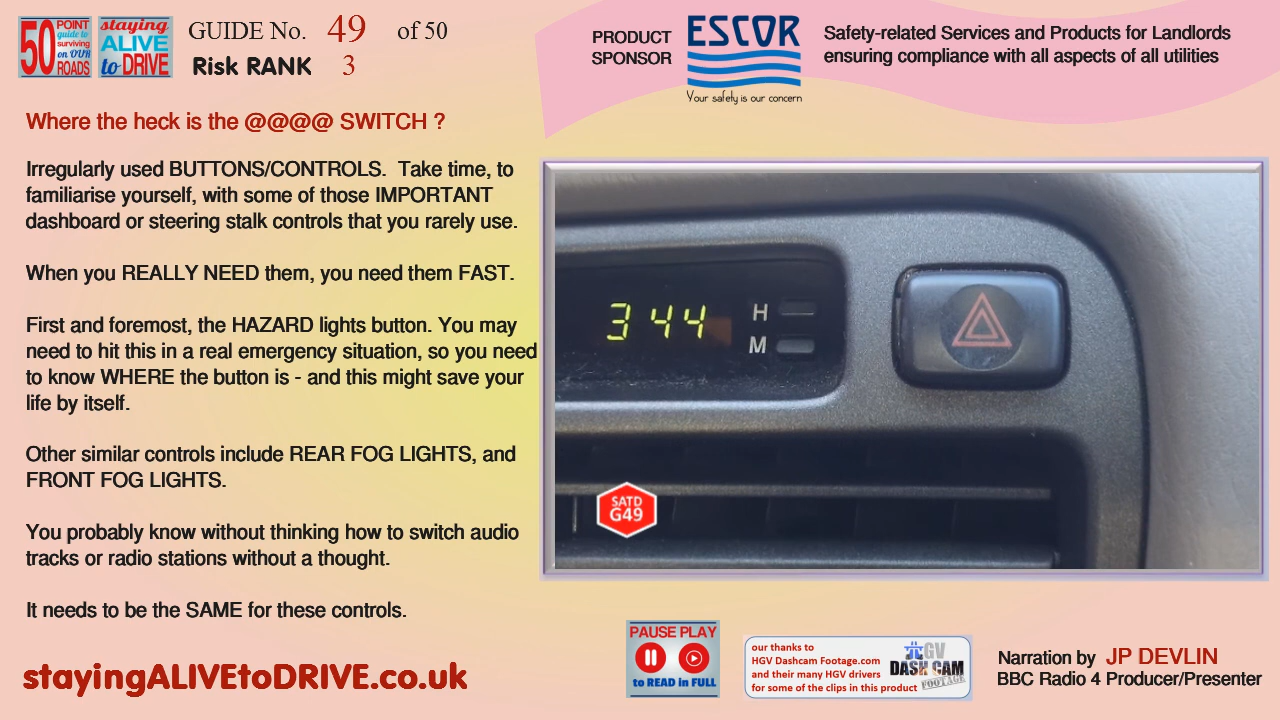 50 POINT guide to surviving on OUR ROADS
staying ALIVE to DRIVE
GUIDE No. 49 of 50
Risk RANK 3
PRODUCT
SPONSOR
ESCOR
Your safety is our concern
Safety-related Services and Products for Landlords
ensuring compliance with all aspects of all utilities
Where the heck is the @@@@ SWITCH ?
Irregularly used BUTTONS/CONTROLS.  Take time, to
familiarise yourself, with some of those IMPORTANT
dashboard or steering stalk controls that you rarely use.
When you REALLY NEED them, you need them FAST.
First and foremost, the HAZARD lights button. You may
need to hit this in a real emergency situation, so you need
to know WHERE the button is - and this might save your
life by itself.
Other similar controls include REAR FOG LIGHTS, and
FRONT FOG LIGHTS.
You probably know without thinking how to switch audio
tracks or radio stations without a thought.
It needs to be the SAME for these controls.
3 44
H
M
SATD
G49
stayingALIVEtoDRIVE.co.uk
PAUSE PLAY
to READ in FULL
our thanks to
HGV Dashcam Footage.com
and their many HGV drivers
for some of the clips in this product
HGV
DASH CAM
FOOTAGE
Narration by JP DEVLIN
BBC Radio 4 Producer/Presenter